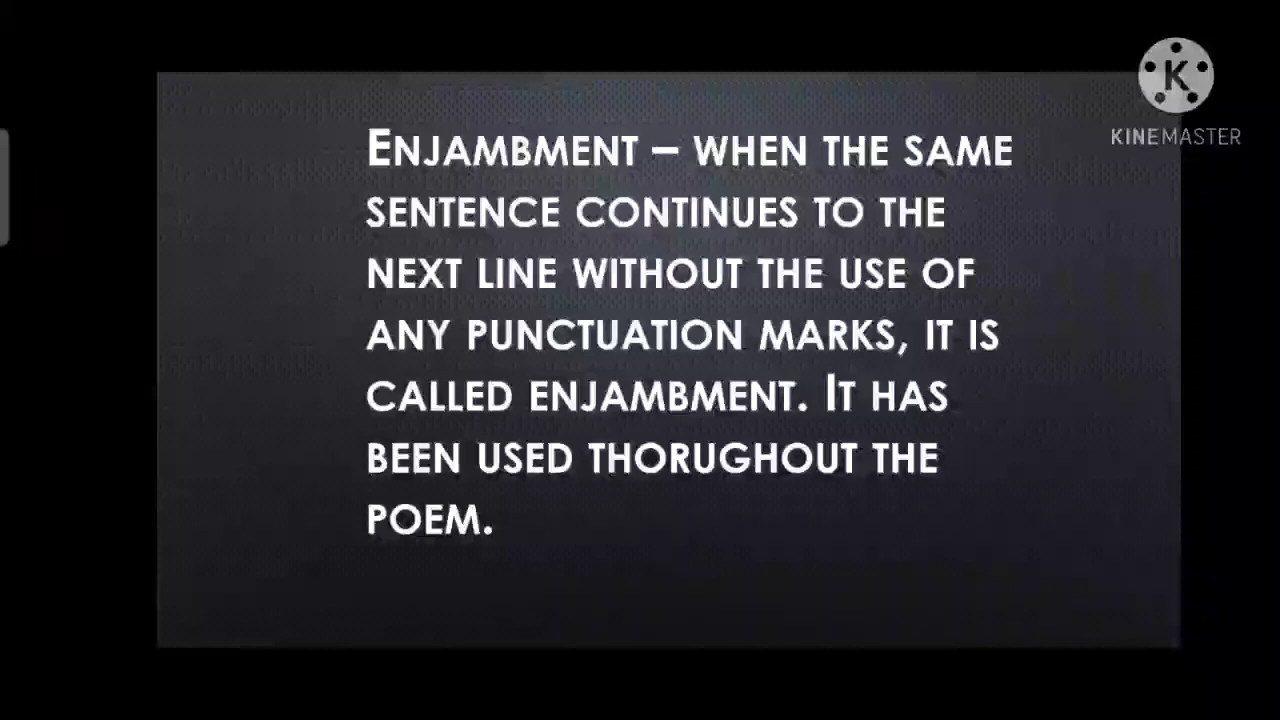 Enjambment – when the same
sentence continues to the
next line without the use of
any punctuation marks, it is
called enjambment. It has
been used thorughout the
poem.
K
KINEMASTER